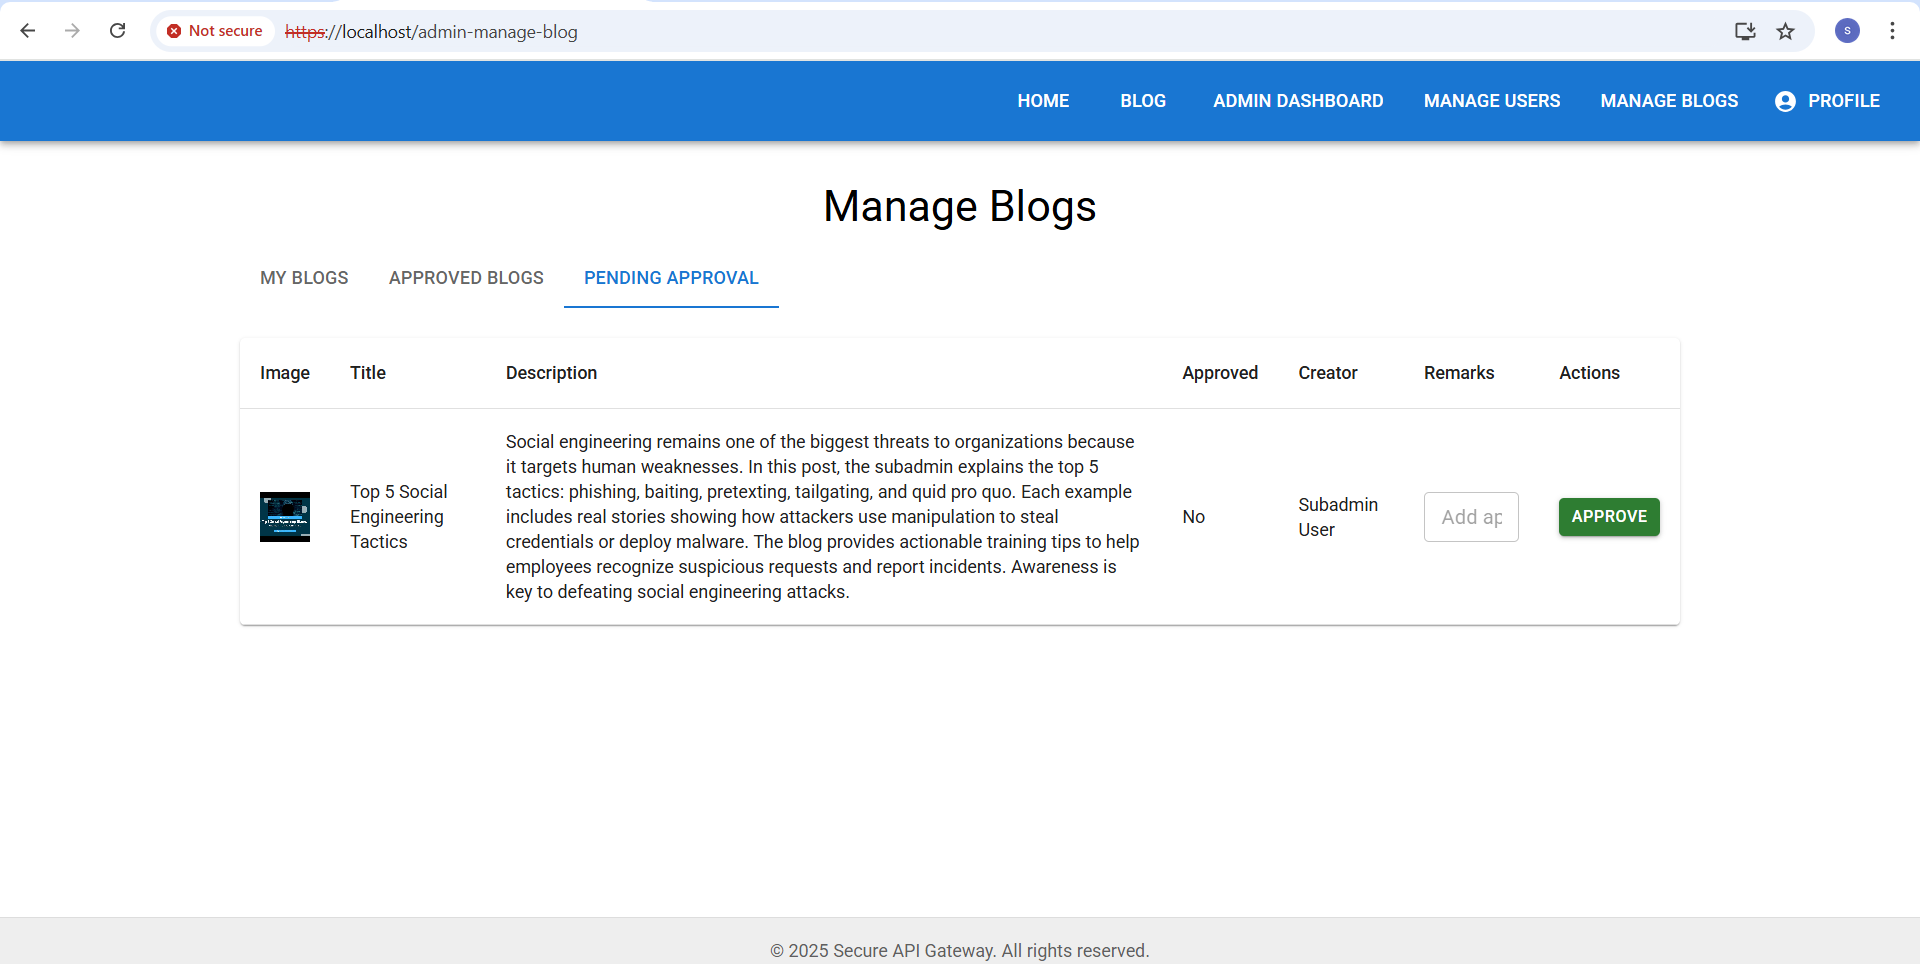 Not secure https://localhost/admin-manage-blog S
HOME BLOG ADMIN DASHBOARD MANAGE USERS MANAGE BLOGS PROFILE
Manage Blogs
MY BLOGS APPROVED BLOGS PENDING APPROVAL
Image Title Description Approved Creator Remarks Actions
Top 5 Social
Engineering
Tactics
Social engineering remains one of the biggest threats to organizations because
it targets human weaknesses. In this post, the subadmin explains the top 5
tactics: phishing, baiting, pretexting, tailgating, and quid pro quo. Each example
includes real stories showing how attackers use manipulation to steal
credentials or deploy malware. The blog provides actionable training tips to help
employees recognize suspicious requests and report incidents. Awareness is
key to defeating social engineering attacks.
No
Subadmin
User
Add ap
APPROVE
© 2025 Secure API Gateway. All rights reserved.